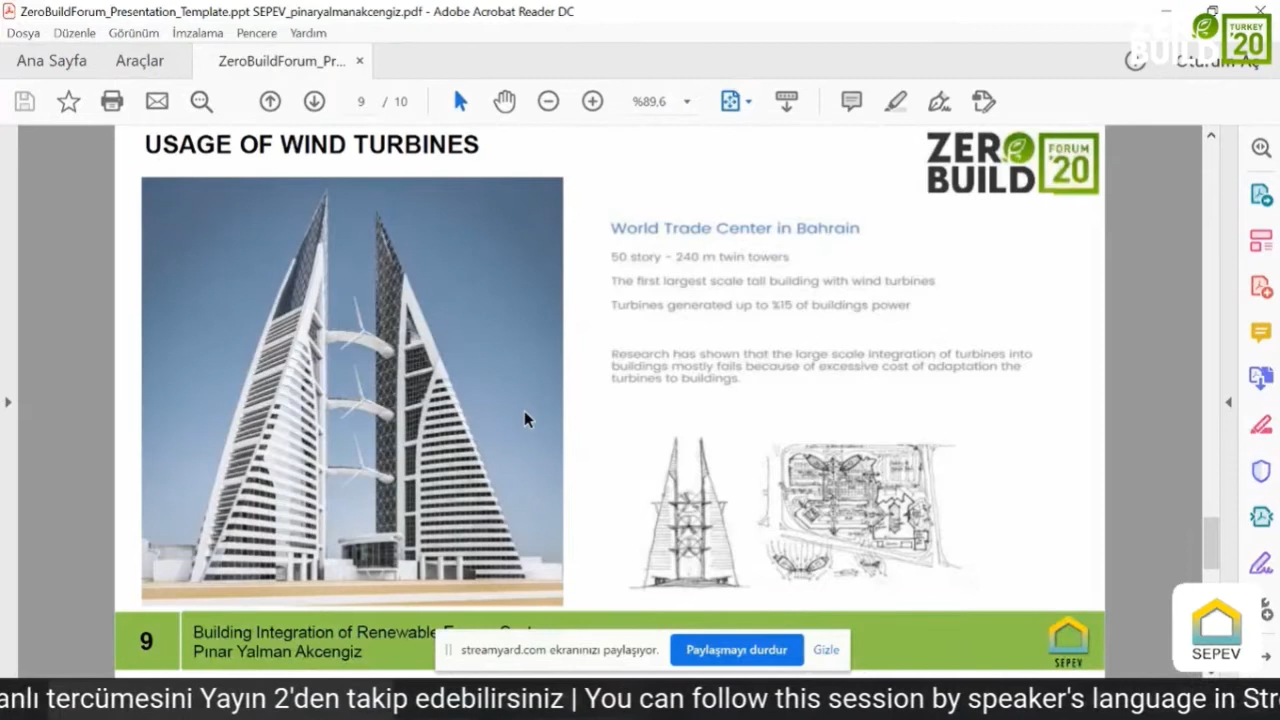 ZeroBuildForum_Presentation_Template.ppt SEPEV_pinaryalmanakcengiz.pdf - Adobe Acrobat Reader DC
Dosya Düzenle Görünüm İmzalama Pencere Yardım
Ana Sayfa Araçlar ZeroBuildForum_Pr... × Oturum Aç
ZERO BUILD TURKEY '20
9 / 10 %89,6
USAGE OF WIND TURBINES
ZERO BUILD FORUM '20
World Trade Center in Bahrain
50 story - 240 m twin towers
The first largest scale tall building with wind turbines
Turbines generated up to %15 of buildings power
Research has shown that the large scale integration of turbines into
buildings mostly fails because of excessive cost of adaptation the
turbines to buildings.
9
Building Integration of Renewable
Pınar Yalman Akcengiz
streamyard.com ekranınızı paylaşıyor. Paylaşmayı durdur Gizle
SEPEV
SEPEV
anlı tercümesini Yayın 2'den takip edebilirsiniz | You can follow this session by speaker's language in Str